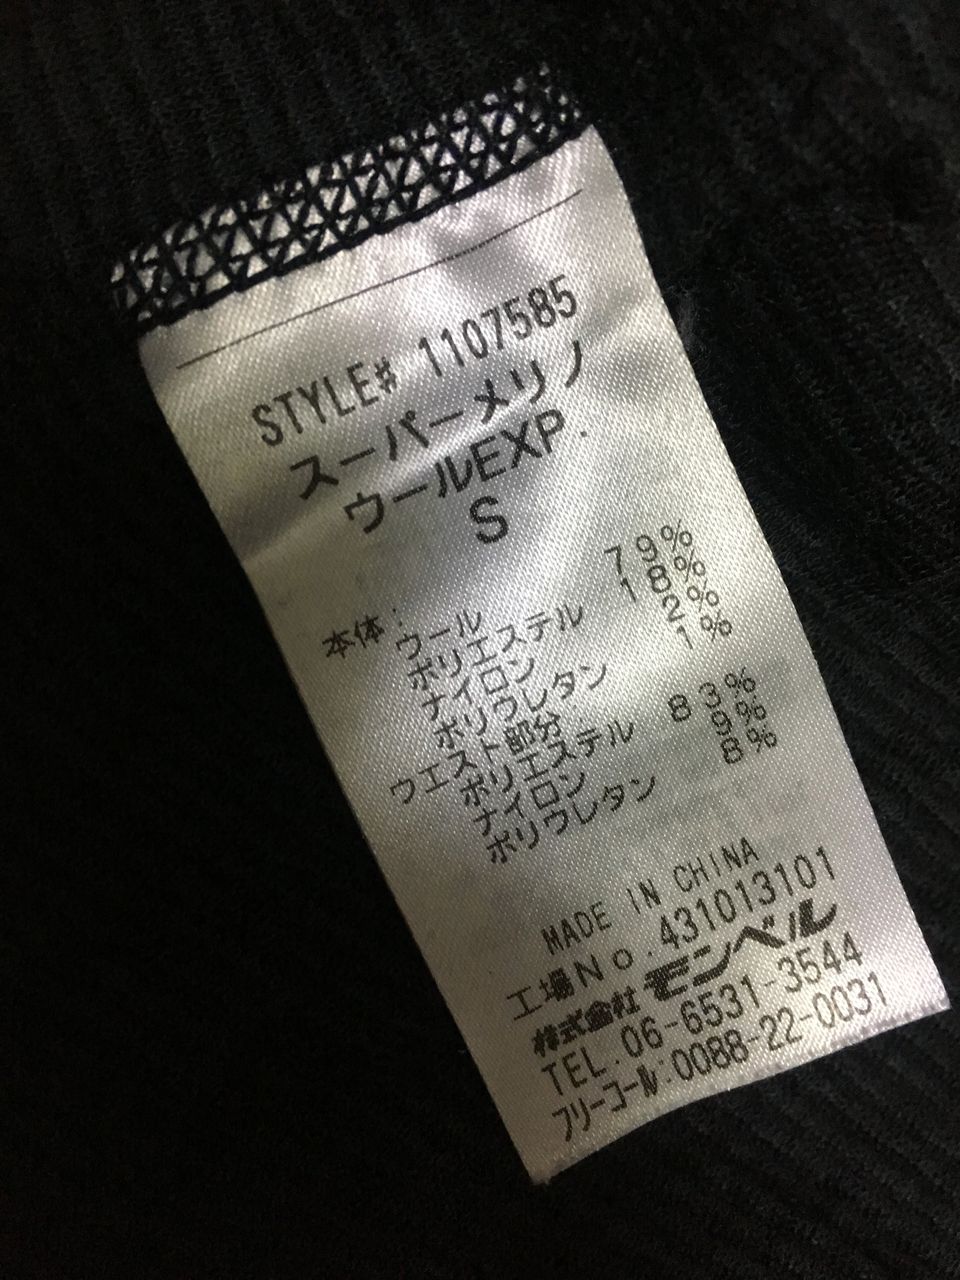 STYLE# 1107585
スーパーメリノ
ウールEXP.
S
本体:
ウール 79%
ポリエステル 18%
ナイロン 2%
ポリウレタン 1%
ウエスト部分:
ポリエステル 83%
ナイロン 9%
ポリウレタン 8%
MADE IN CHINA
工場No.431013101
株式会社モンベル
TEL.06-6531-3544
フリーコール:0088-22-0031